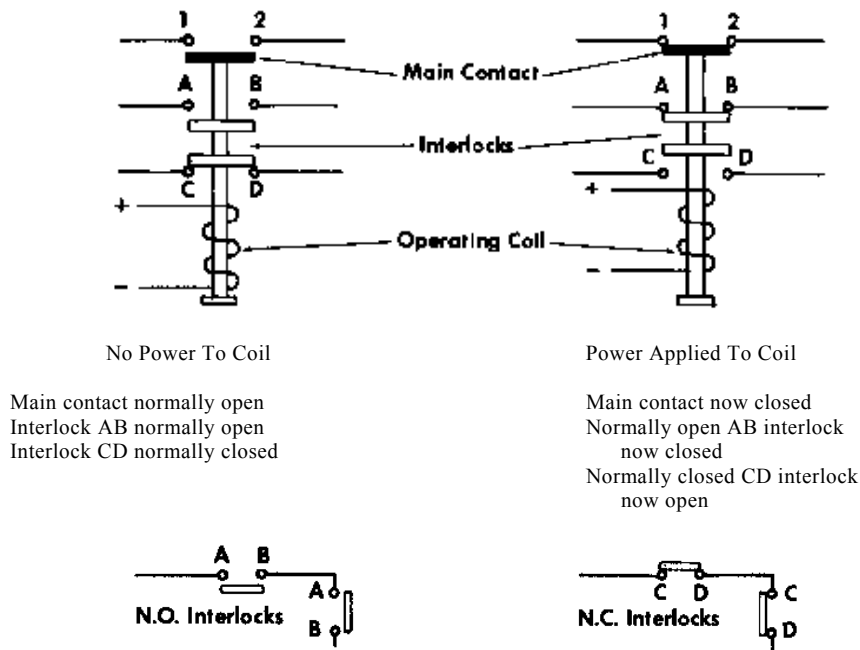 1 2
1 2
Main Contact
A B
A B
Interlocks
C D
C D
+
+
Operating Coil
-
-
No Power To Coil
Power Applied To Coil
Main contact normally open
Interlock AB normally open
Interlock CD normally closed
Main contact now closed
Normally open AB interlock
now closed
Normally closed CD interlock
now open
A B
A
B
N.O. Interlocks
C D
C
D
N.C. Interlocks